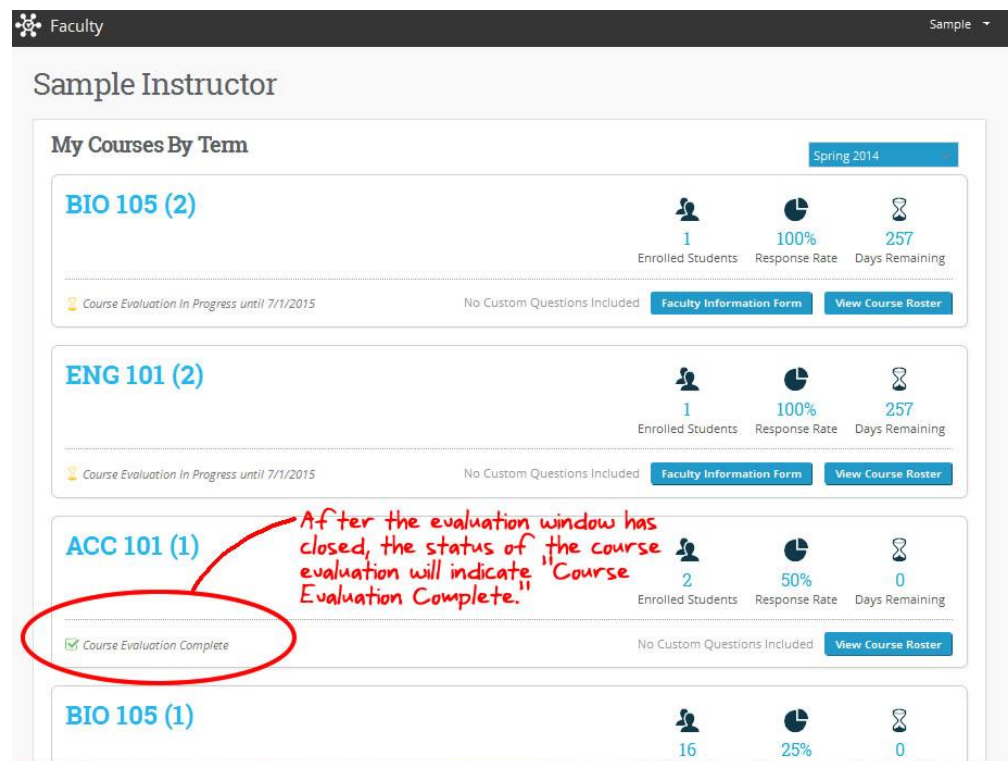 Faculty
Sample
Sample Instructor
My Courses By Term
Spring 2014
BIO 105 (2)
1
100%
257
Enrolled Students
Response Rate
Days Remaining
Course Evaluation In Progress until 7/1/2015
No Custom Questions Included
Faculty Information Form
View Course Roster
ENG 101 (2)
1
100%
257
Enrolled Students
Response Rate
Days Remaining
Course Evaluation In Progress until 7/1/2015
No Custom Questions Included
Faculty Information Form
View Course Roster
After the evaluation window has
closed, the status of the course
evaluation will indicate "Course
Evaluation Complete."
ACC 101 (1)
2
50%
0
Enrolled Students
Response Rate
Days Remaining
Course Evaluation Complete
No Custom Questions Included
View Course Roster
BIO 105 (1)
16
25%
0